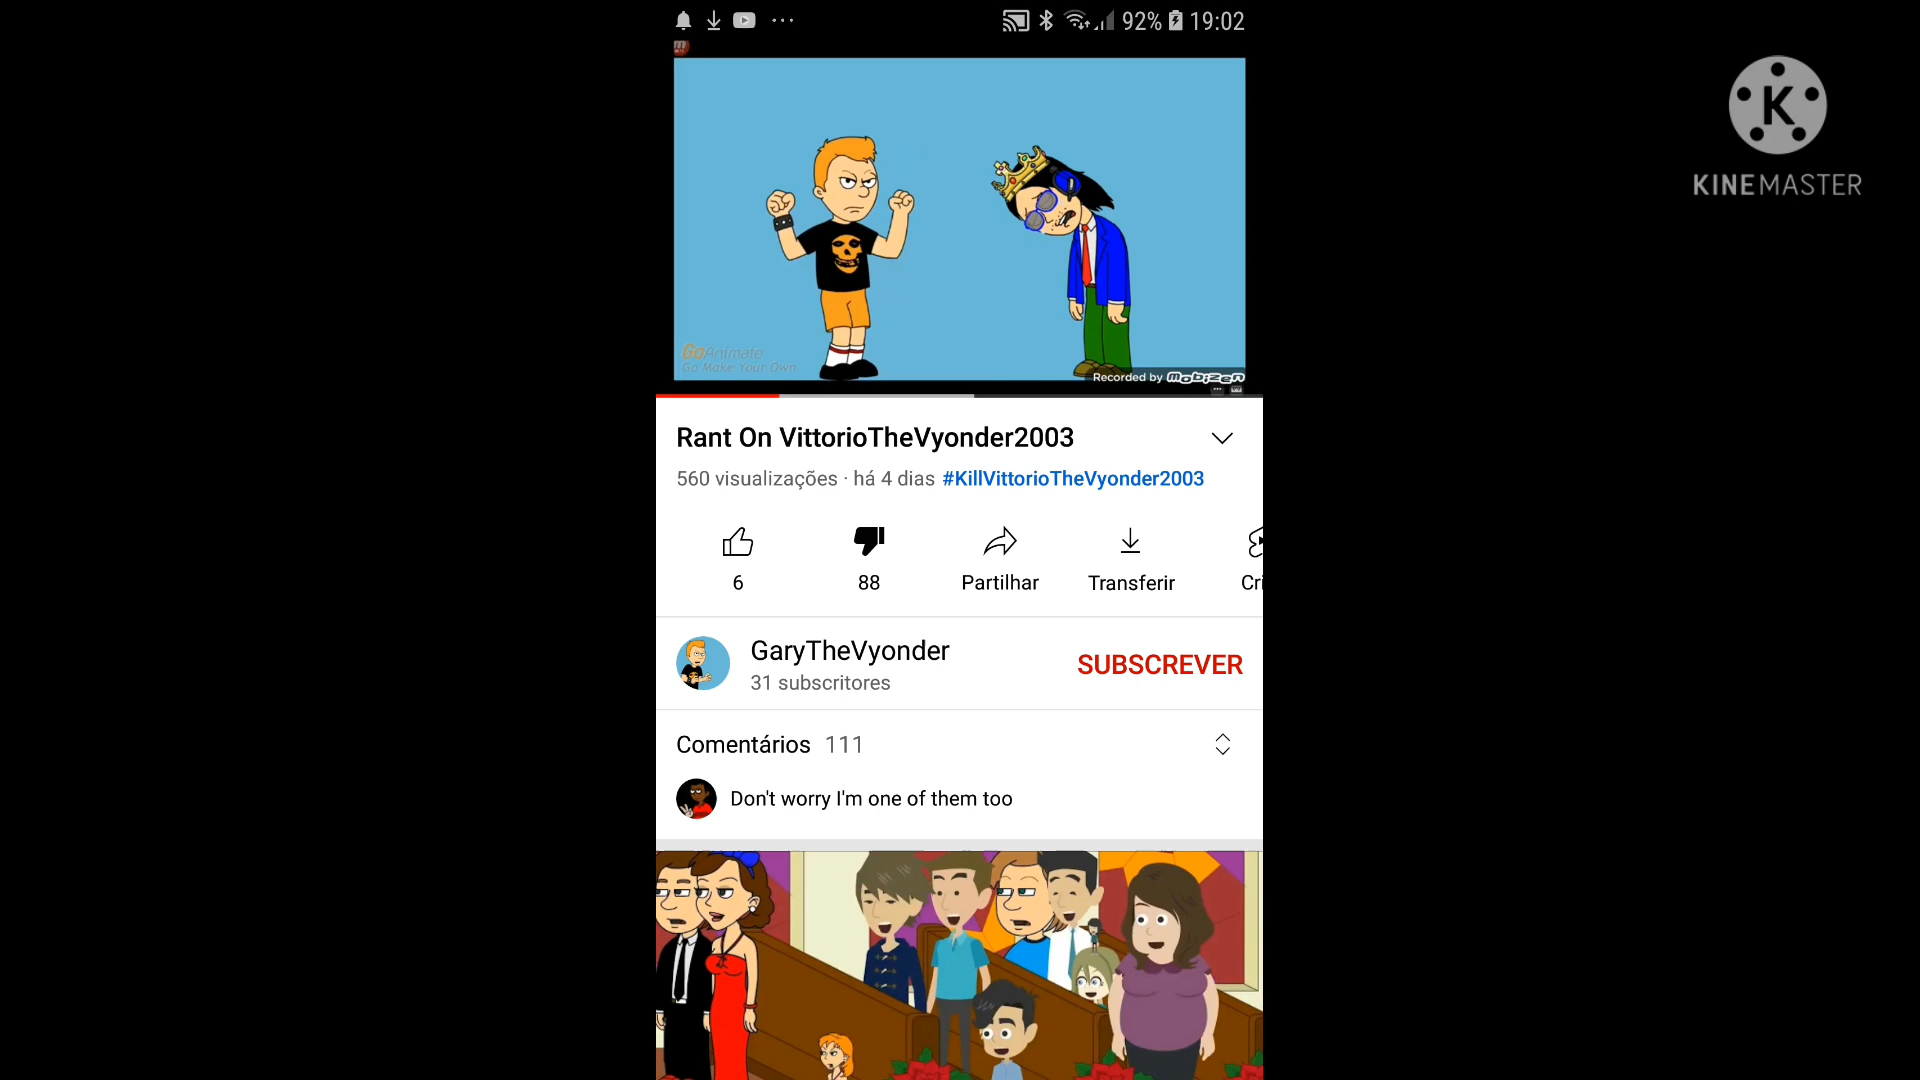 92% 19:02
K
KINEMASTER
GoAnimate
Go Make Your Own
Recorded by mobizen
Rant On VittorioTheVyonder2003
560 visualizações · há 4 dias #KillVittorioTheVyonder2003
6 88 Partilhar Transferir Cri
GaryTheVyonder
31 subscritores
SUBSCREVER
Comentários 111
Don't worry I'm one of them too